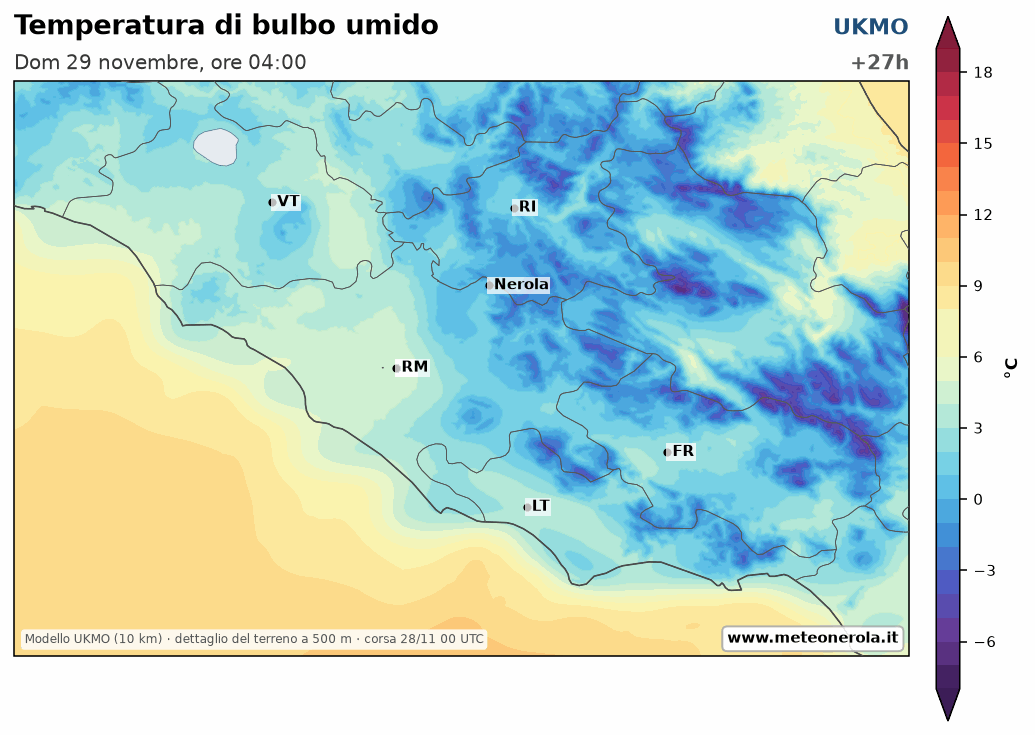 Temperatura di bulbo umido
UKMO
Dom 29 novembre, ore 04:00
+27h
18
15
12
9
6
3
0
−3
−6
°C
VT
RI
Nerola
RM
FR
LT
Modello UKMO (10 km) · dettaglio del terreno a 500 m · corsa 28/11 00 UTC
www.meteonerola.it